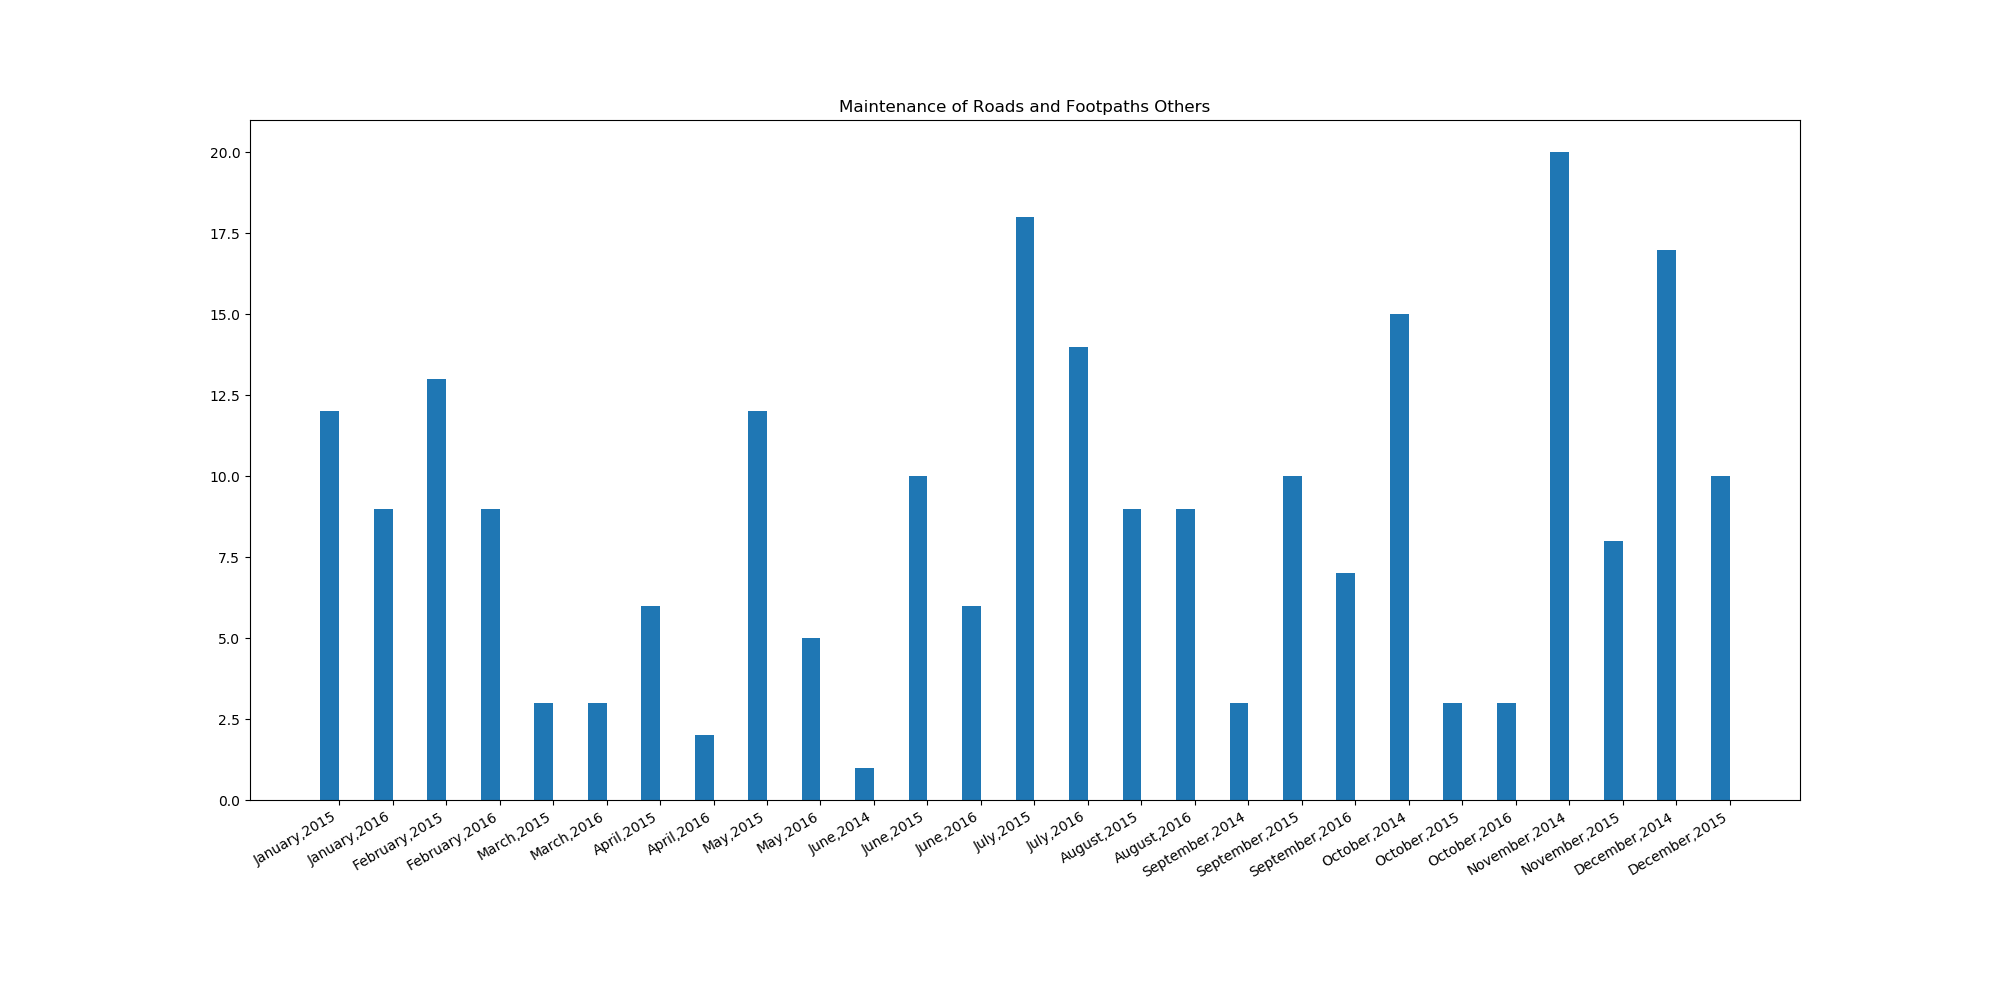 Maintenance of Roads and Footpaths Others
20.0
17.5
15.0
12.5
10.0
7.5
5.0
2.5
0.0
January,2015
January,2016
February,2015
February,2016
March,2015
March,2016
April,2015
April,2016
May,2015
May,2016
June,2014
June,2015
June,2016
July,2015
July,2016
August,2015
August,2016
September,2014
September,2015
September,2016
October,2014
October,2015
October,2016
November,2014
November,2015
December,2014
December,2015